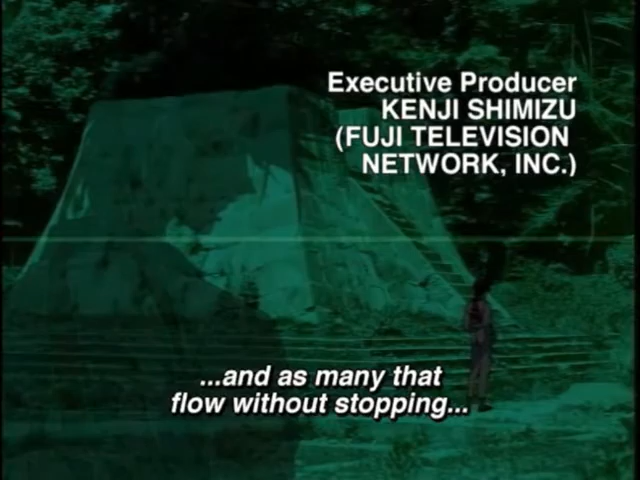 Executive Producer
KENJI SHIMIZU
(FUJI TELEVISION
NETWORK, INC.)
...and as many that
flow without stopping...